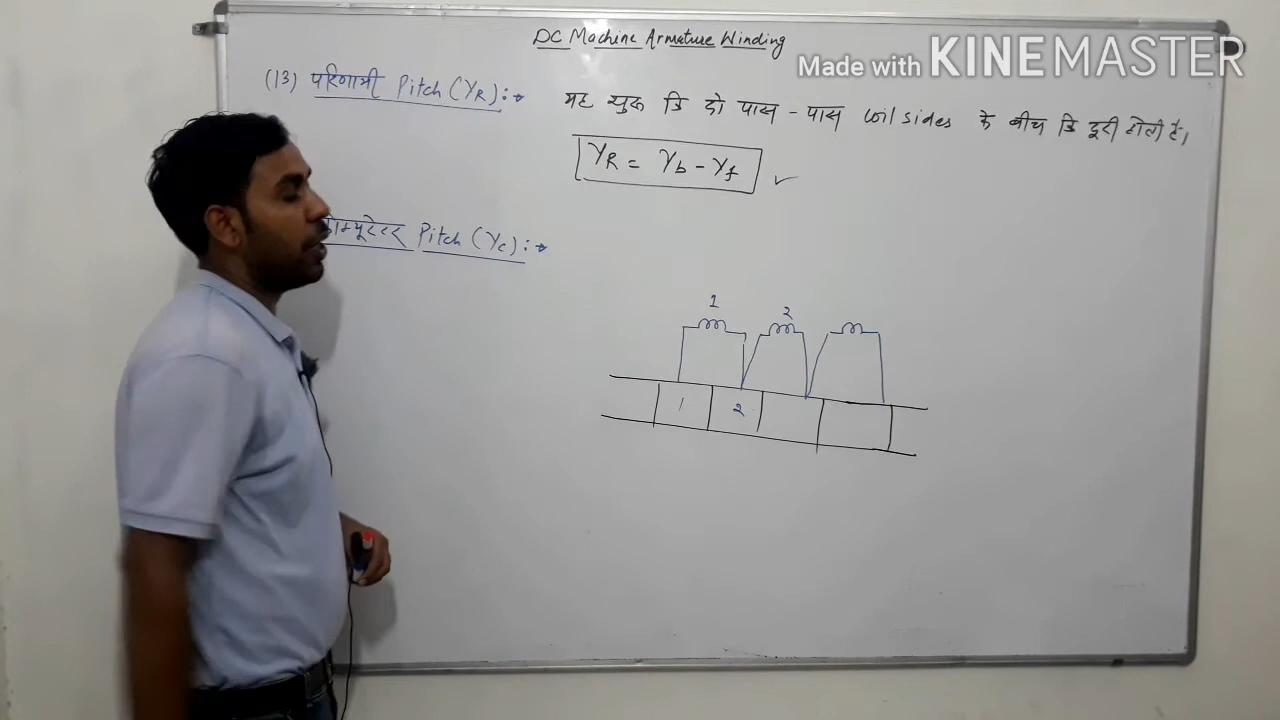 DC Machine Armature Winding
Made with KINEMASTER
(13) परिणामी Pitch (YR) :→ यह शुरू कि दो पास - पास coil sides के बीच कि दूरी होती है।
YR = Yb - Yf ✓
कोम्यूटेटर Pitch (Yc) :→
1 2
1 2